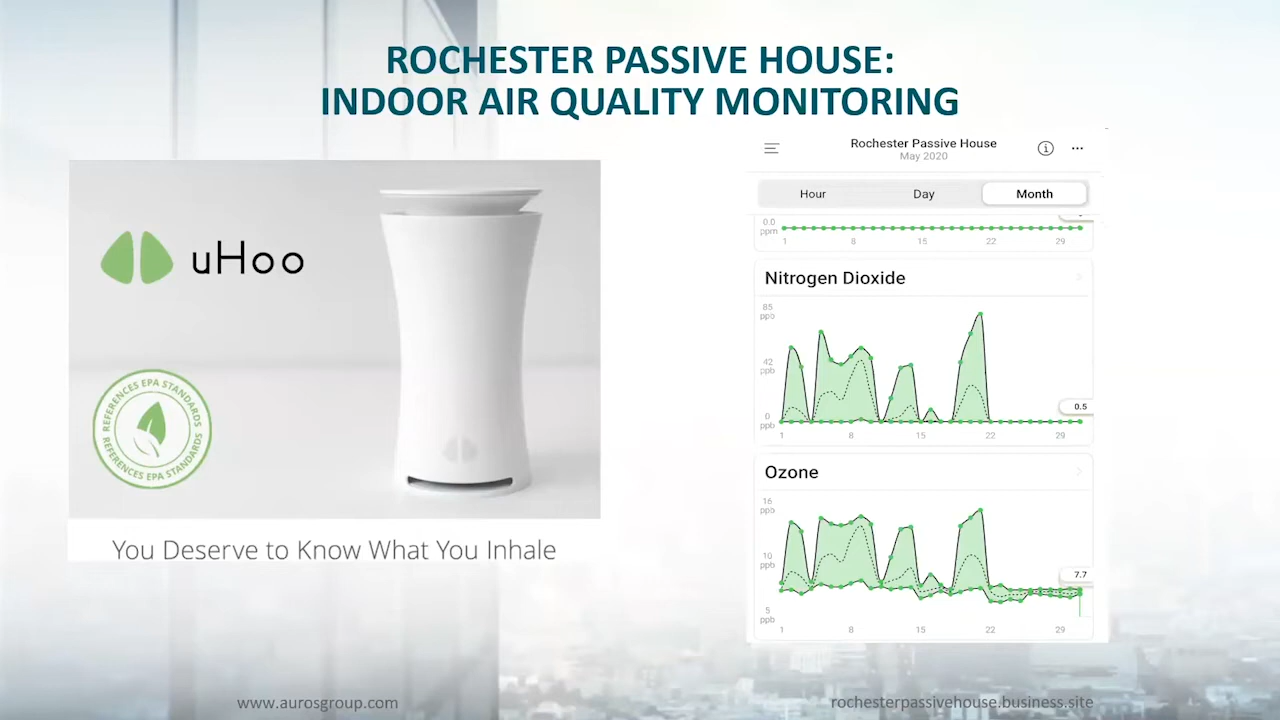 ROCHESTER PASSIVE HOUSE:
INDOOR AIR QUALITY MONITORING
uHoo
REFERENCES EPA STANDARDS
REFERENCES EPA STANDARDS
You Deserve to Know What You Inhale
Rochester Passive House
May 2020
Hour Day Month
0.0
ppm
1 8 15 22 29
Nitrogen Dioxide
85
ppb
42
ppb
0
ppb
0.5
1 8 15 22 29
Ozone
16
ppb
10
ppb
5
ppb
7.7
1 8 15 22 29
www.aurosgroup.com
rochesterpassivehouse.business.site